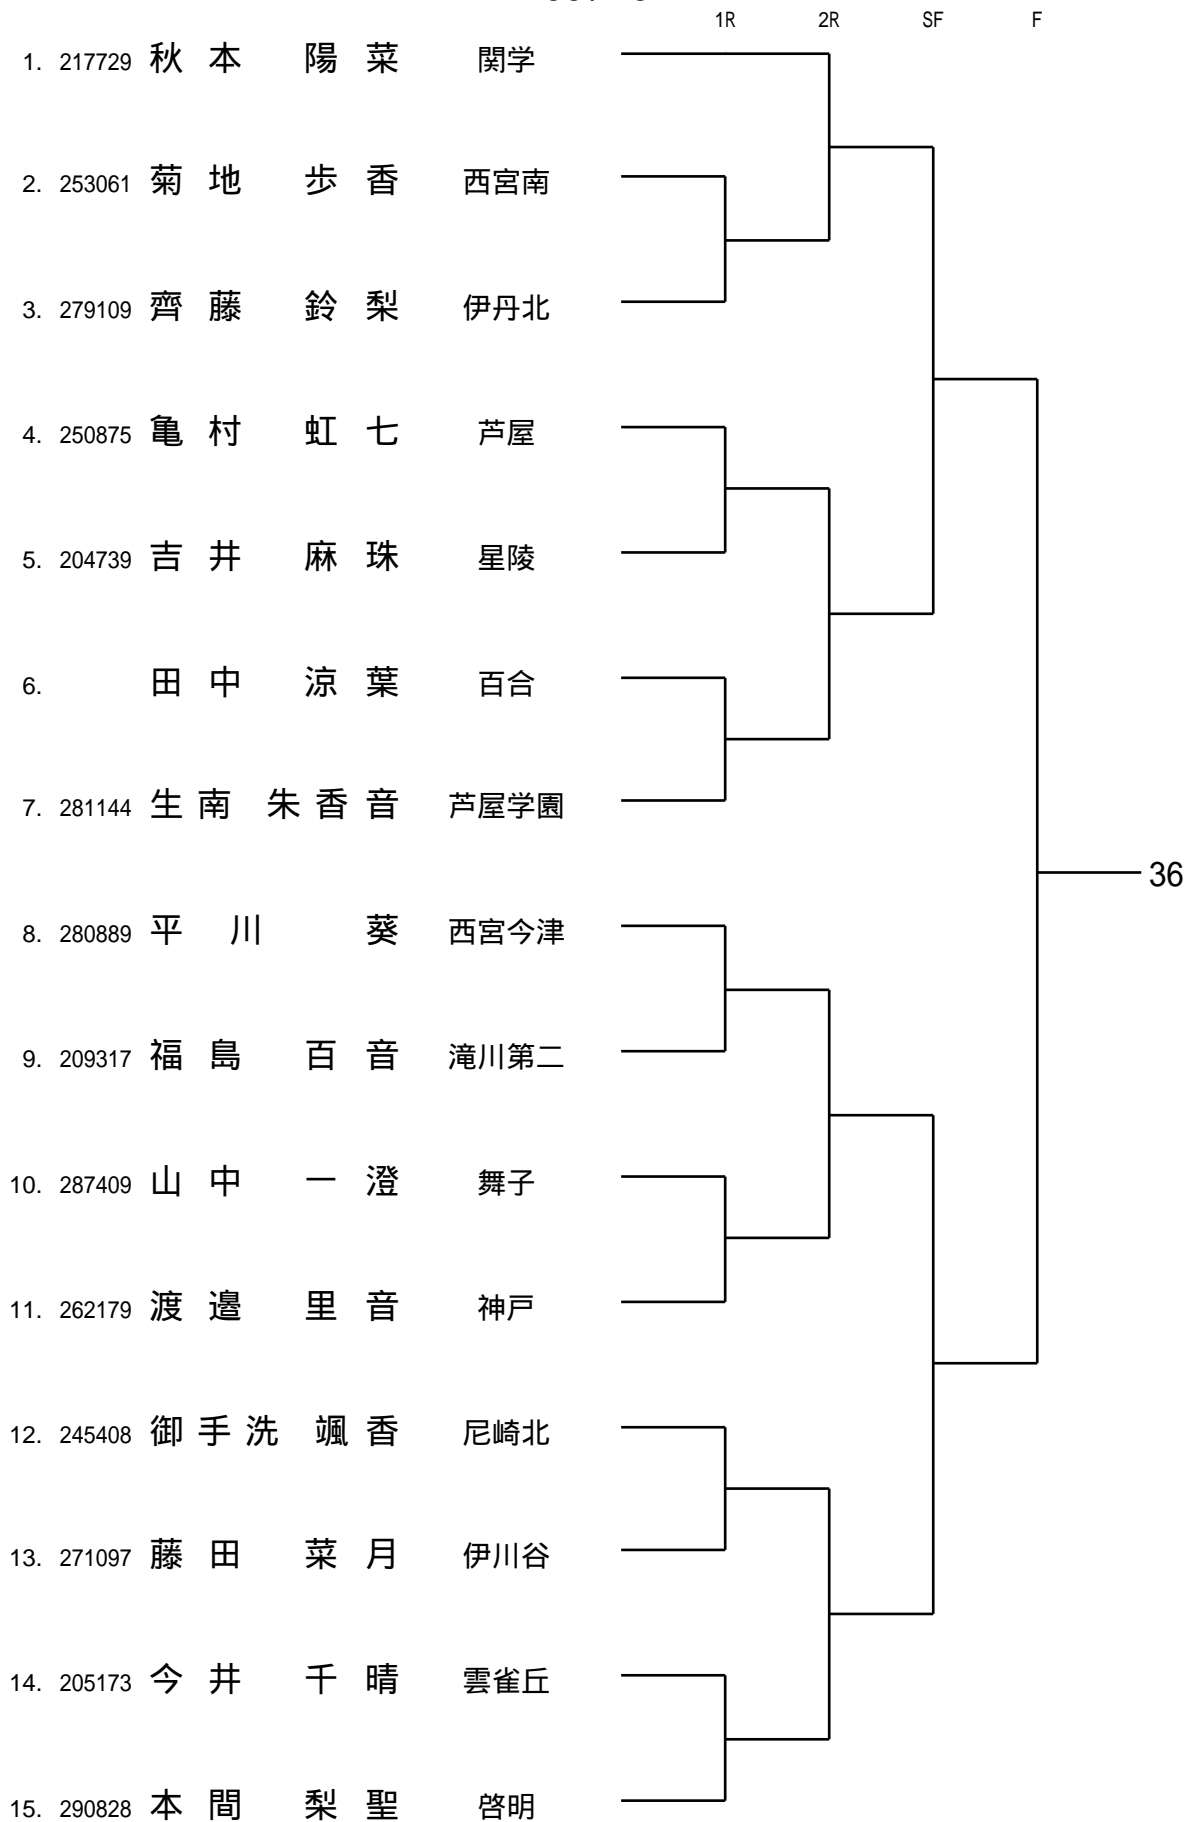 1R 2R SF F
1. 217729 秋本 陽菜 関学
2. 253061 菊地 歩香 西宮南
3. 279109 齊藤 鈴梨 伊丹北
4. 250875 亀村 虹七 芦屋
5. 204739 吉井 麻珠 星陵
6. 田中 涼葉 百合
7. 281144 生南 朱香音 芦屋学園
36
8. 280889 平川 葵 西宮今津
9. 209317 福島 百音 滝川第二
10. 287409 山中 一澄 舞子
11. 262179 渡邉 里音 神戸
12. 245408 御手洗 颯香 尼崎北
13. 271097 藤田 菜月 伊川谷
14. 205173 今井 千晴 雲雀丘
15. 290828 本間 梨聖 啓明